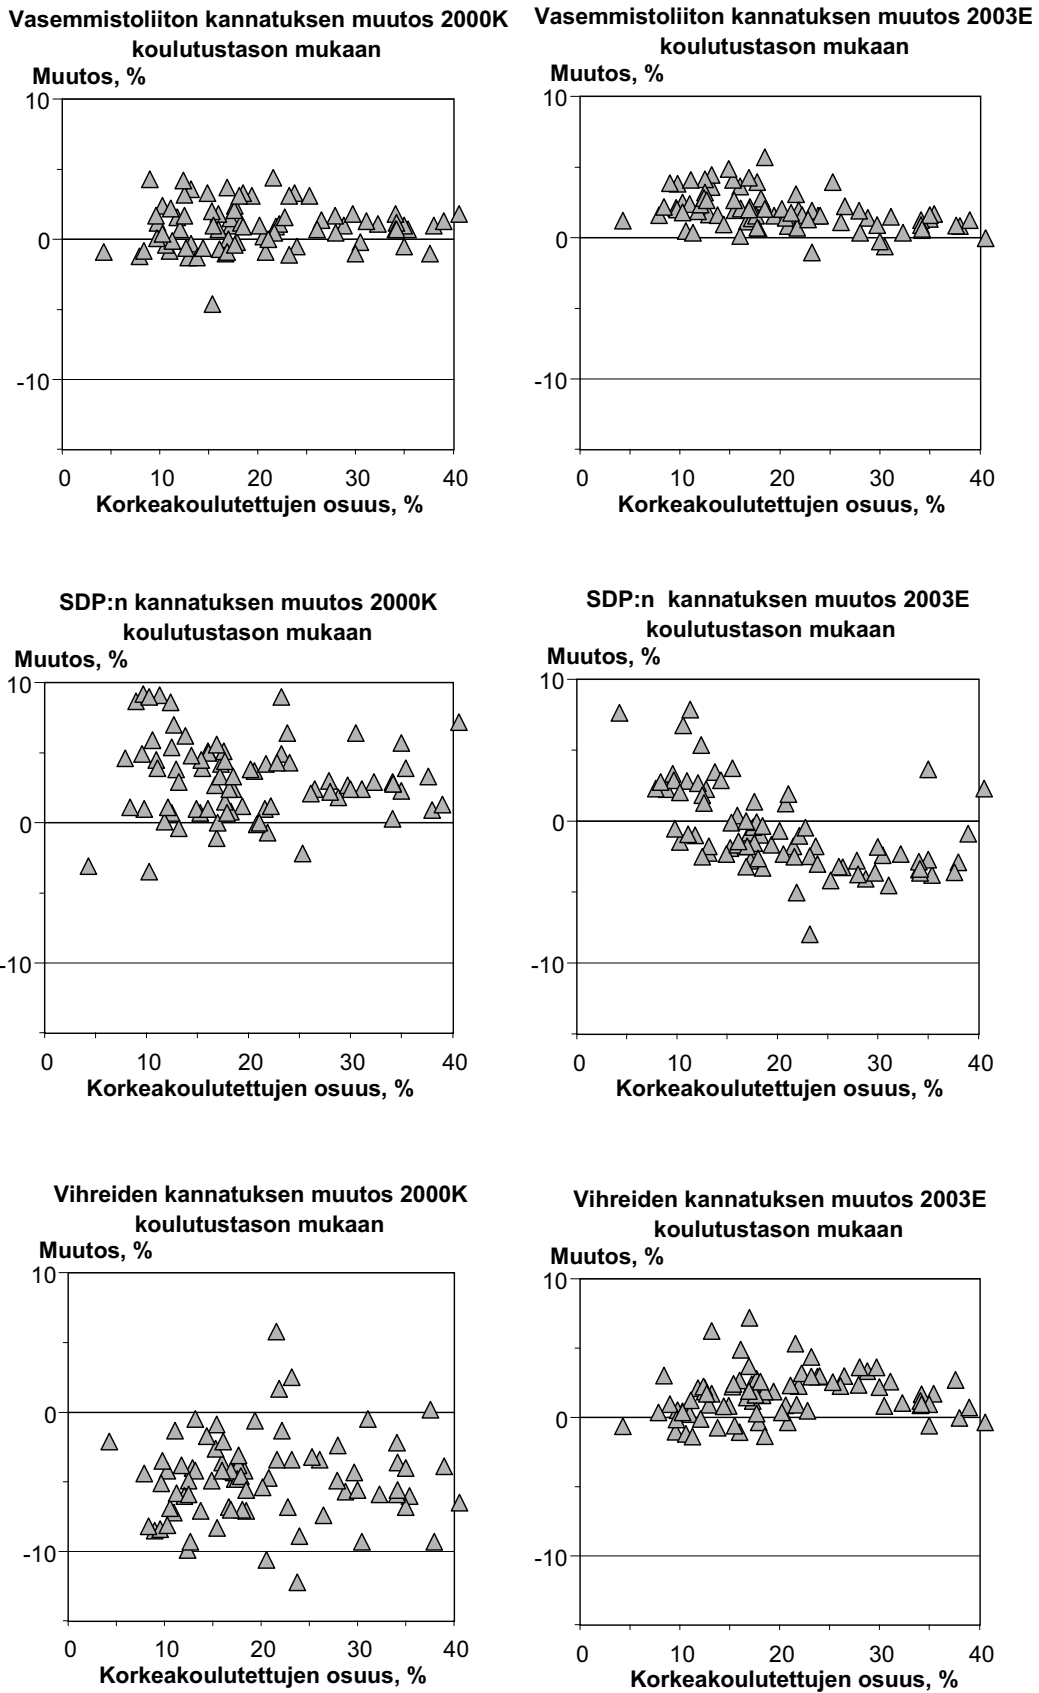 Vasemmistoliiton kannatuksen muutos 2000K
koulutustason mukaan
Muutos, %
10
0
-10
0 10 20 30 40
Korkeakoulutettujen osuus, %
Vasemmistoliiton kannatuksen muutos 2003E
koulutustason mukaan
Muutos, %
10
0
-10
0 10 20 30 40
Korkeakoulutettujen osuus, %
SDP:n kannatuksen muutos 2000K
koulutustason mukaan
Muutos, %
10
0
-10
0 10 20 30 40
Korkeakoulutettujen osuus, %
SDP:n kannatuksen muutos 2003E
koulutustason mukaan
Muutos, %
10
0
-10
0 10 20 30 40
Korkeakoulutettujen osuus, %
Vihreiden kannatuksen muutos 2000K
koulutustason mukaan
Muutos, %
10
0
-10
0 10 20 30 40
Korkeakoulutettujen osuus, %
Vihreiden kannatuksen muutos 2003E
koulutustason mukaan
Muutos, %
10
0
-10
0 10 20 30 40
Korkeakoulutettujen osuus, %